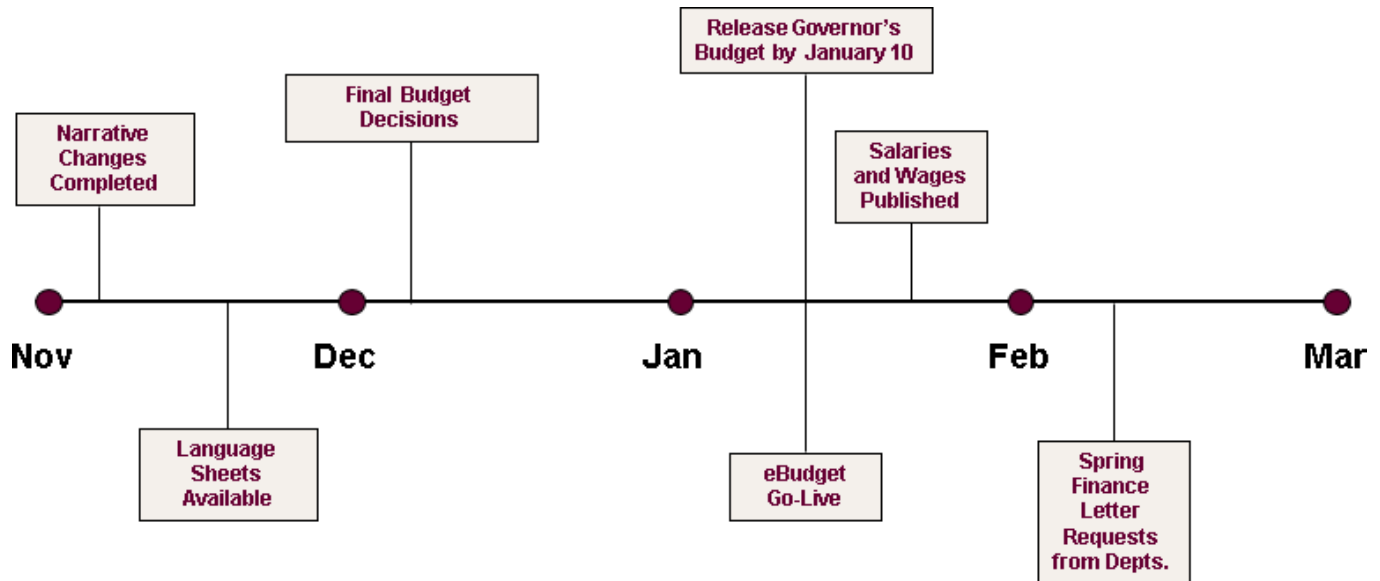 Release Governor's
Budget by January 10
Final Budget
Decisions
Narrative
Changes
Completed
Salaries
and Wages
Published
Nov
Dec
Jan
Feb
Mar
Language
Sheets
Available
eBudget
Go-Live
Spring
Finance
Letter
Requests
from Depts.